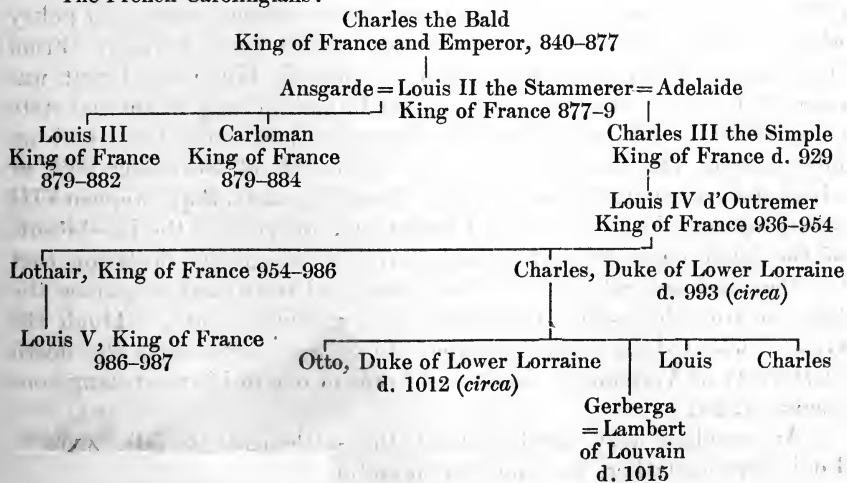 The French Carolingians:
Charles the Bald
King of France and Emperor, 840–877
Ansgarde = Louis II the Stammerer = Adelaide
King of France 877–9
Louis III
King of France
879–882
Carloman
King of France
879–884
Charles III the Simple
King of France d. 929
Louis IV d'Outremer
King of France 936–954
Lothair, King of France 954–986
Charles, Duke of Lower Lorraine
d. 993 (circa)
Louis V, King of France
986–987
Otto, Duke of Lower Lorraine
d. 1012 (circa)
Louis
Charles
Gerberga
= Lambert
of Louvain
d. 1015